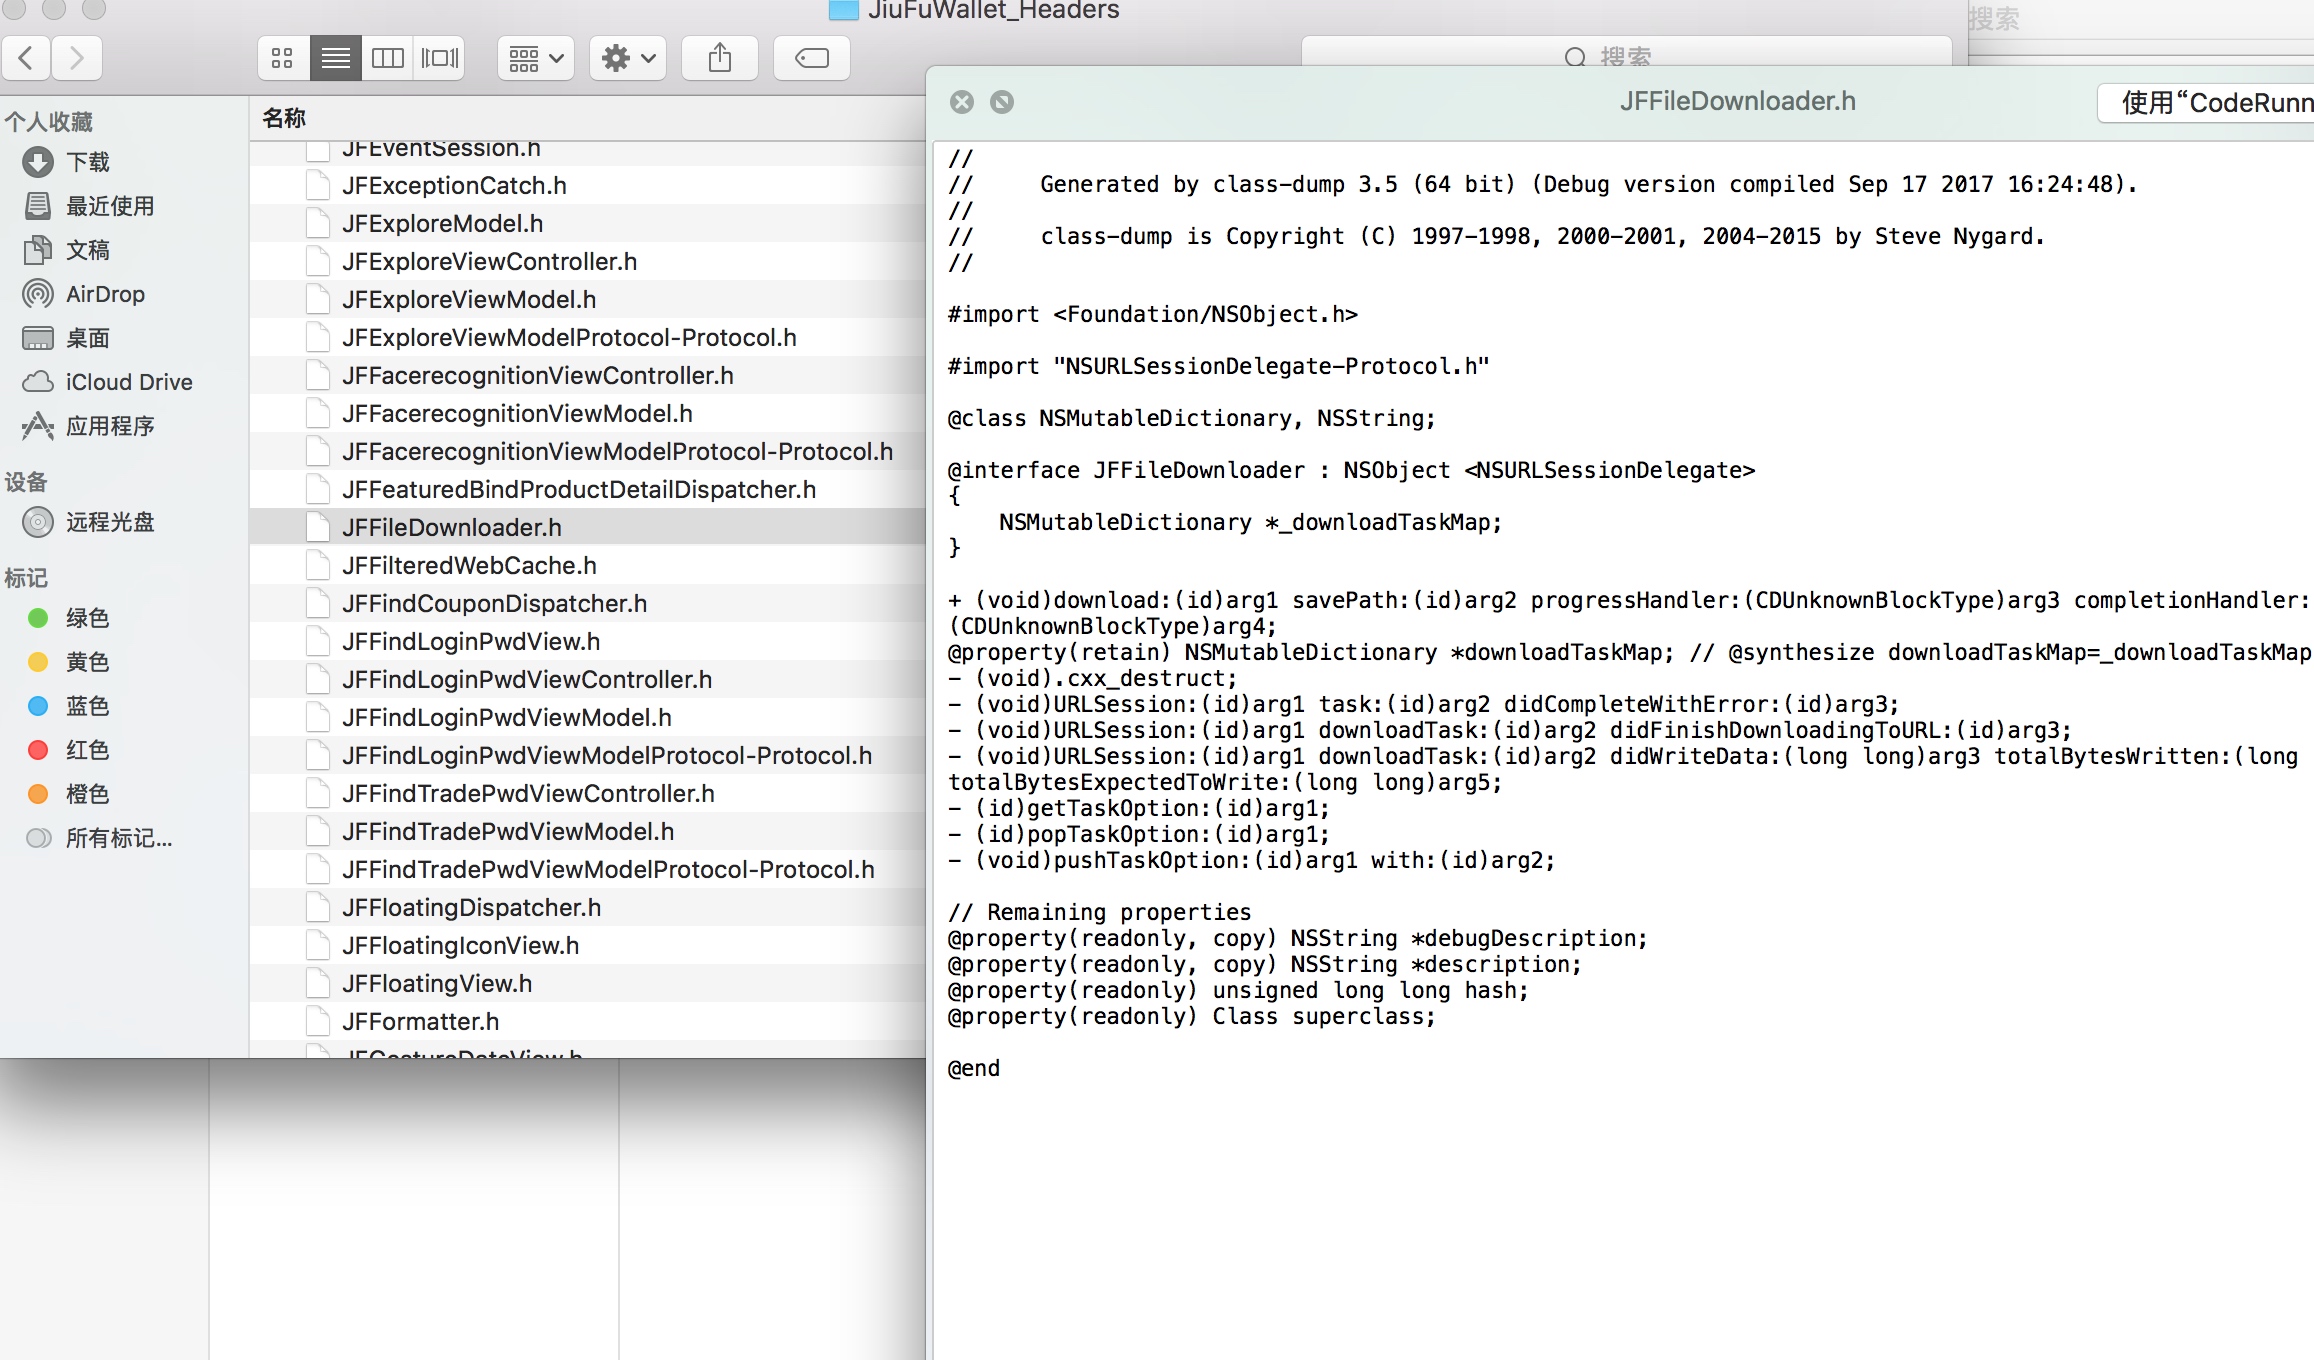 JiuFuWallet_Headers
搜索
搜索
个人收藏
下载
最近使用
文稿
AirDrop
桌面
iCloud Drive
应用程序
设备
远程光盘
标记
绿色
黄色
蓝色
红色
橙色
所有标记...
名称
JFEventSession.h
JFExceptionCatch.h
JFExploreModel.h
JFExploreViewController.h
JFExploreViewModel.h
JFExploreViewModelProtocol-Protocol.h
JFFacerecognitionViewController.h
JFFacerecognitionViewModel.h
JFFacerecognitionViewModelProtocol-Protocol.h
JFFeaturedBindProductDetailDispatcher.h
JFFileDownloader.h
JFFilteredWebCache.h
JFFindCouponDispatcher.h
JFFindLoginPwdView.h
JFFindLoginPwdViewController.h
JFFindLoginPwdViewModel.h
JFFindLoginPwdViewModelProtocol-Protocol.h
JFFindTradePwdViewController.h
JFFindTradePwdViewModel.h
JFFindTradePwdViewModelProtocol-Protocol.h
JFFloatingDispatcher.h
JFFloatingIconView.h
JFFloatingView.h
JFFormatter.h
JFFileDownloader.h
使用“CodeRunn
//
//     Generated by class-dump 3.5 (64 bit) (Debug version compiled Sep 17 2017 16:24:48).
//
//     class-dump is Copyright (C) 1997-1998, 2000-2001, 2004-2015 by Steve Nygard.
//
#import <Foundation/NSObject.h>
#import "NSURLSessionDelegate-Protocol.h"
@class NSMutableDictionary, NSString;
@interface JFFileDownloader : NSObject <NSURLSessionDelegate>
{
    NSMutableDictionary *_downloadTaskMap;
}
+ (void)download:(id)arg1 savePath:(id)arg2 progressHandler:(CDUnknownBlockType)arg3 completionHandler:
(CDUnknownBlockType)arg4;
@property(retain) NSMutableDictionary *downloadTaskMap; // @synthesize downloadTaskMap=_downloadTaskMap
- (void).cxx_destruct;
- (void)URLSession:(id)arg1 task:(id)arg2 didCompleteWithError:(id)arg3;
- (void)URLSession:(id)arg1 downloadTask:(id)arg2 didFinishDownloadingToURL:(id)arg3;
- (void)URLSession:(id)arg1 downloadTask:(id)arg2 didWriteData:(long long)arg3 totalBytesWritten:(long
totalBytesExpectedToWrite:(long long)arg5;
- (id)getTaskOption:(id)arg1;
- (id)popTaskOption:(id)arg1;
- (void)pushTaskOption:(id)arg1 with:(id)arg2;
// Remaining properties
@property(readonly, copy) NSString *debugDescription;
@property(readonly, copy) NSString *description;
@property(readonly) unsigned long long hash;
@property(readonly) Class superclass;
@end